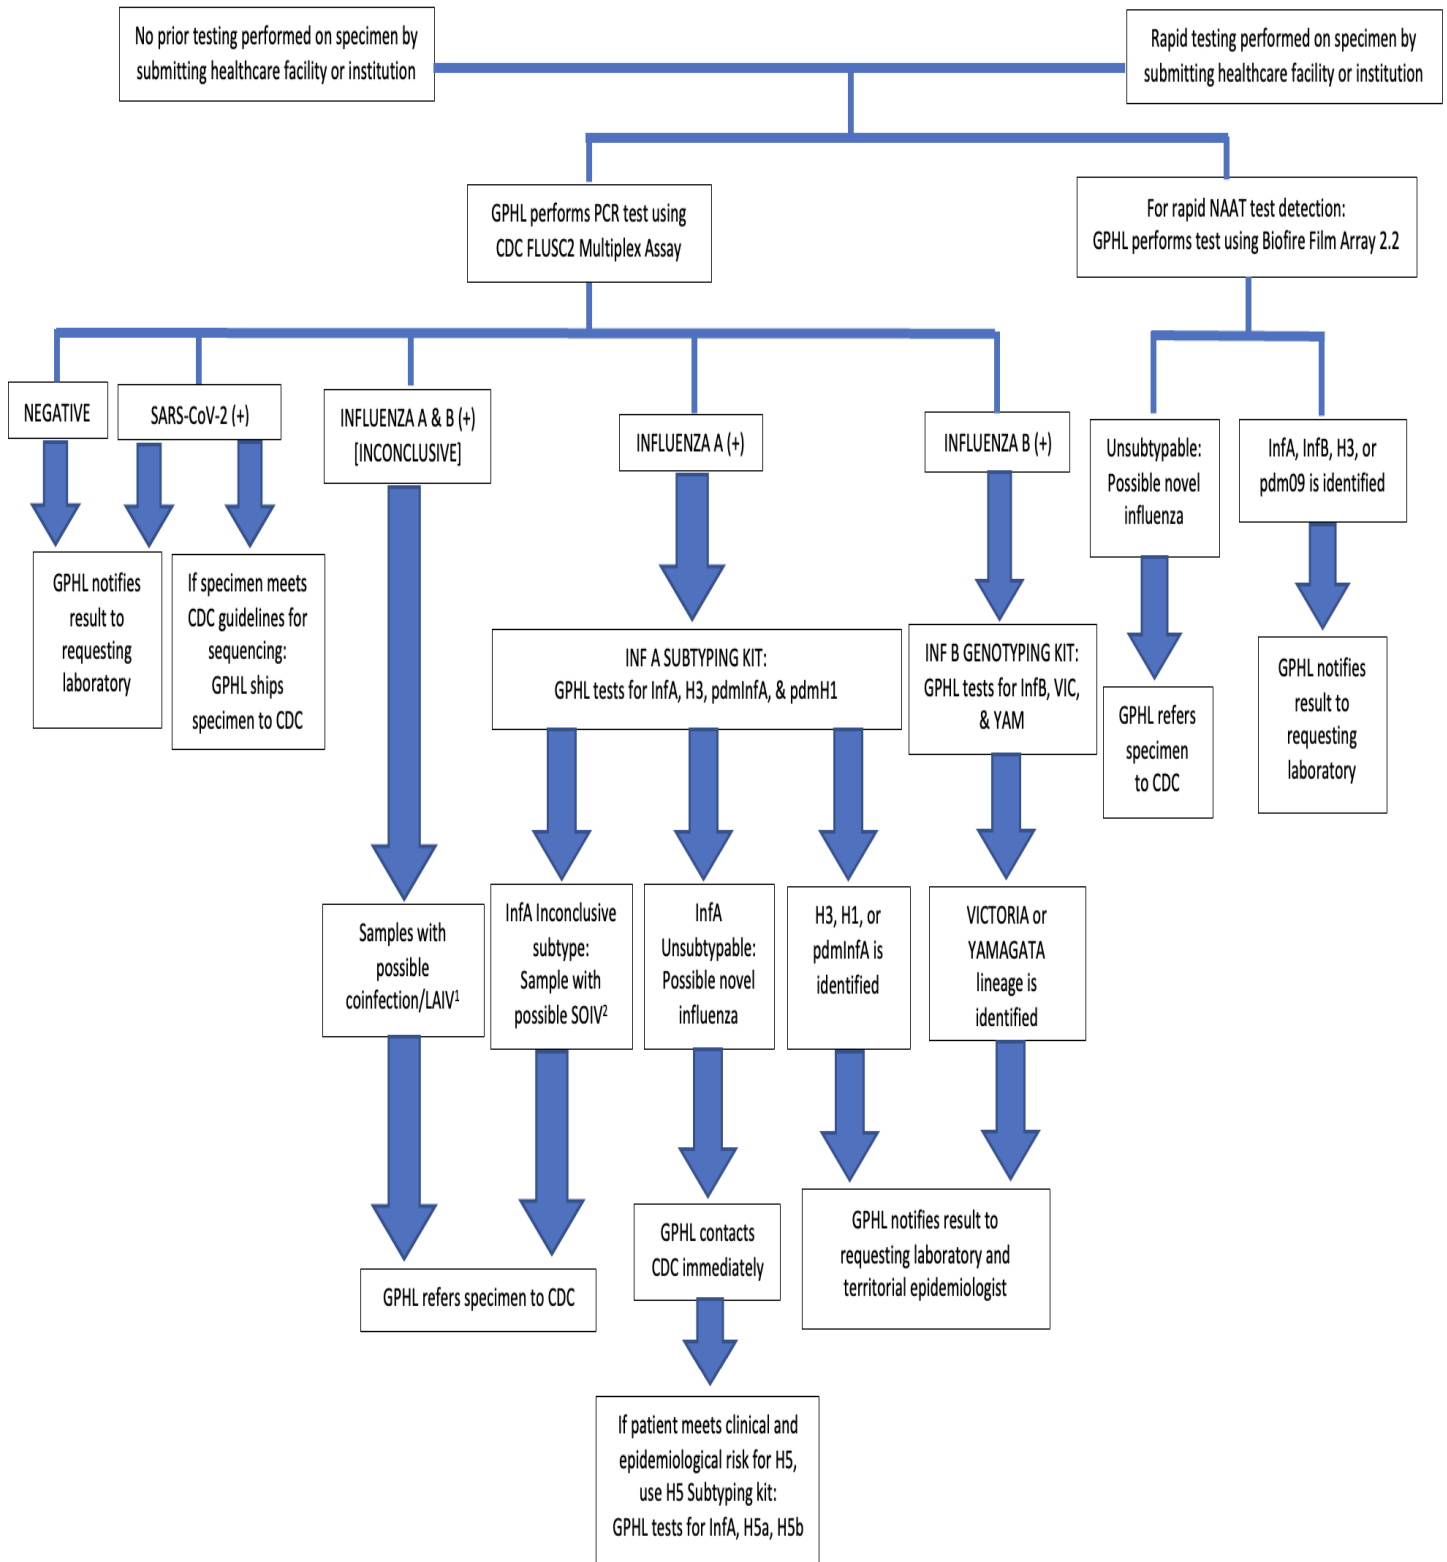 No prior testing performed on specimen by
submitting healthcare facility or institution
Rapid testing performed on specimen by
submitting healthcare facility or institution
GPHL performs PCR test using
CDC FLUSC2 Multiplex Assay
For rapid NAAT test detection:
GPHL performs test using Biofire Film Array 2.2
NEGATIVE
SARS-CoV-2 (+)
INFLUENZA A & B (+)
[INCONCLUSIVE]
INFLUENZA A (+)
INFLUENZA B (+)
Unsubtypable:
Possible novel
influenza
InfA, InfB, H3, or
pdm09 is identified
GPHL notifies
result to
requesting
laboratory
If specimen meets
CDC guidelines for
sequencing:
GPHL ships
specimen to CDC
INF A SUBTYPING KIT:
GPHL tests for InfA, H3, pdmInfA, & pdmH1
INF B GENOTYPING KIT:
GPHL tests for InfB, VIC,
& YAM
GPHL refers
specimen
to CDC
GPHL notifies
result to
requesting
laboratory
Samples with
possible
coinfection/LAIV¹
InfA Inconclusive
subtype:
Sample with
possible SOIV²
InfA
Unsubtypable:
Possible novel
influenza
H3, H1, or
pdmInfA is
identified
VICTORIA or
YAMAGATA
lineage is
identified
GPHL refers specimen to CDC
GPHL contacts
CDC immediately
GPHL notifies result to
requesting laboratory and
territorial epidemiologist
If patient meets clinical and
epidemiological risk for H5,
use H5 Subtyping kit:
GPHL tests for InfA, H5a, H5b